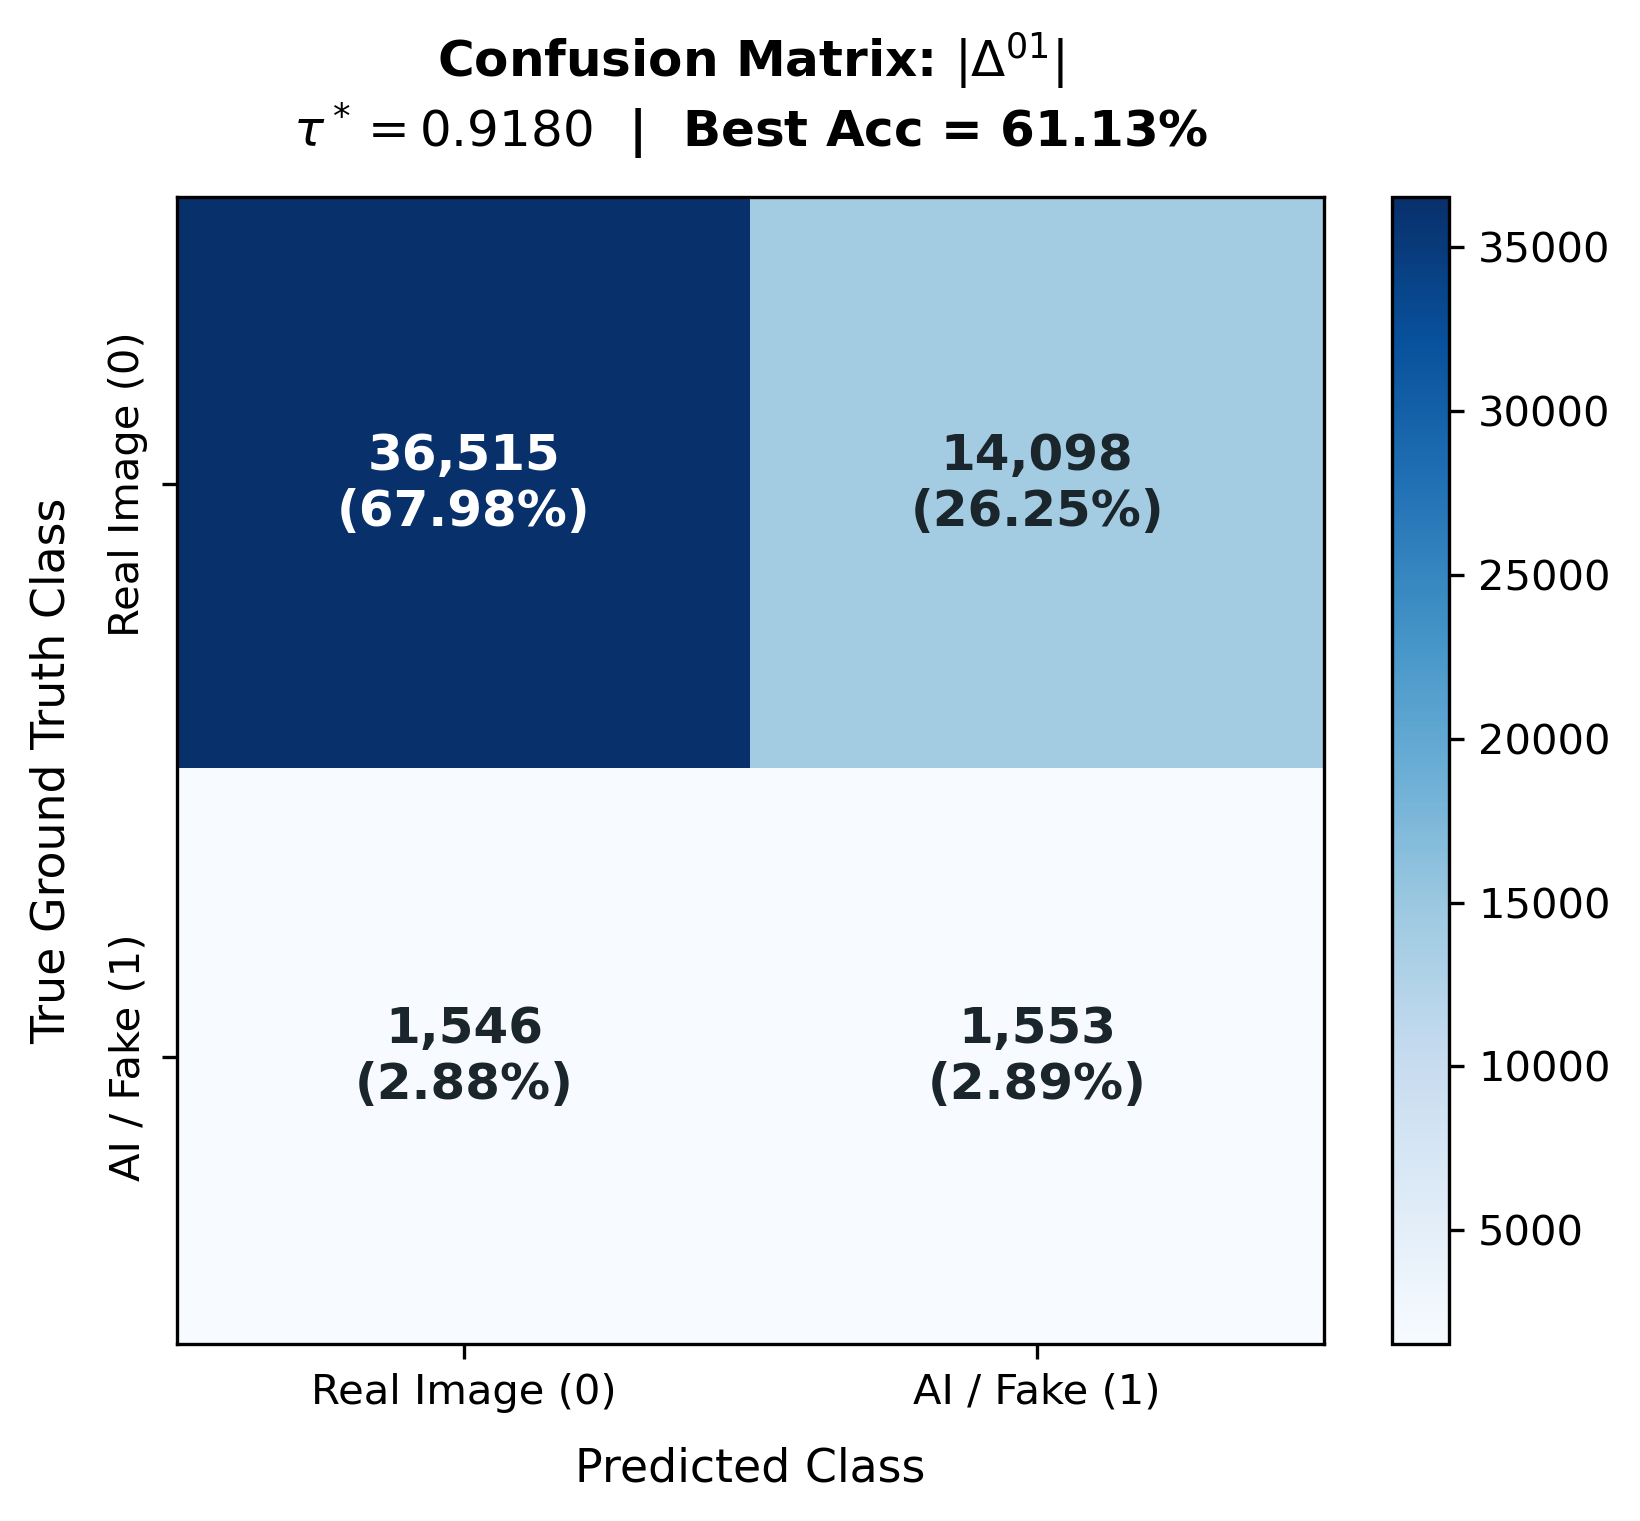 Confusion Matrix: |Δ⁰¹|
τ* = 0.9180 | Best Acc = 61.13%
True Ground Truth Class
Real Image (0)
AI / Fake (1)
36,515
(67.98%)
14,098
(26.25%)
1,546
(2.88%)
1,553
(2.89%)
Real Image (0)
AI / Fake (1)
Predicted Class
35000
30000
25000
20000
15000
10000
5000